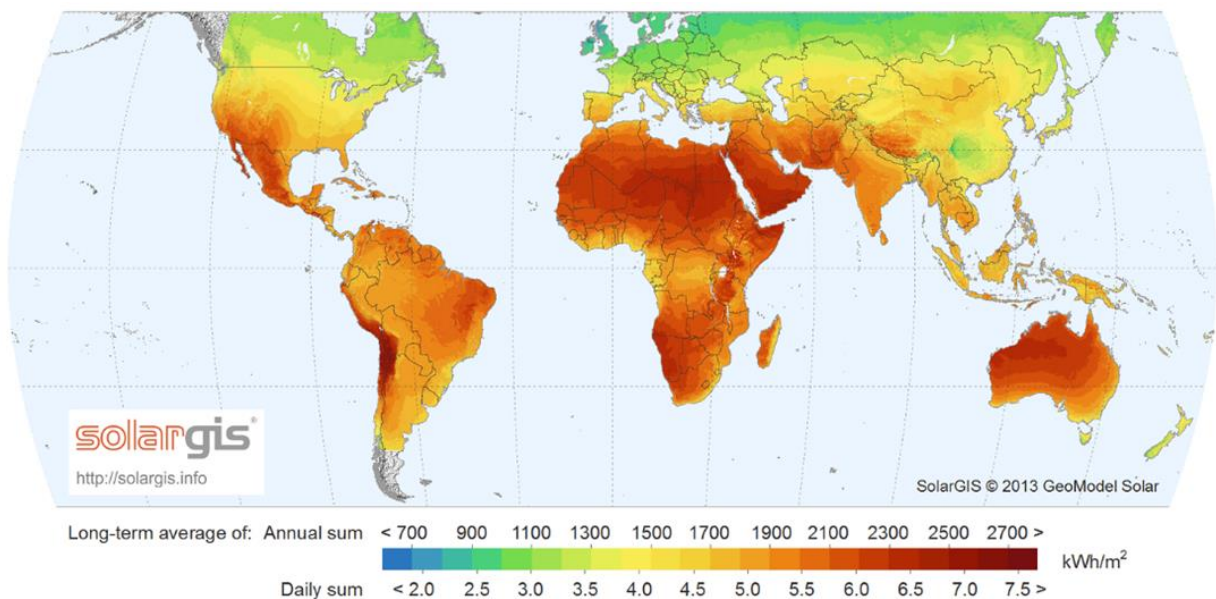 solargis®
http://solargis.info
SolarGIS © 2013 GeoModel Solar
Long-term average of: Annual sum < 700 900 1100 1300 1500 1700 1900 2100 2300 2500 2700 >
kWh/m²
Daily sum < 2.0 2.5 3.0 3.5 4.0 4.5 5.0 5.5 6.0 6.5 7.0 7.5 >